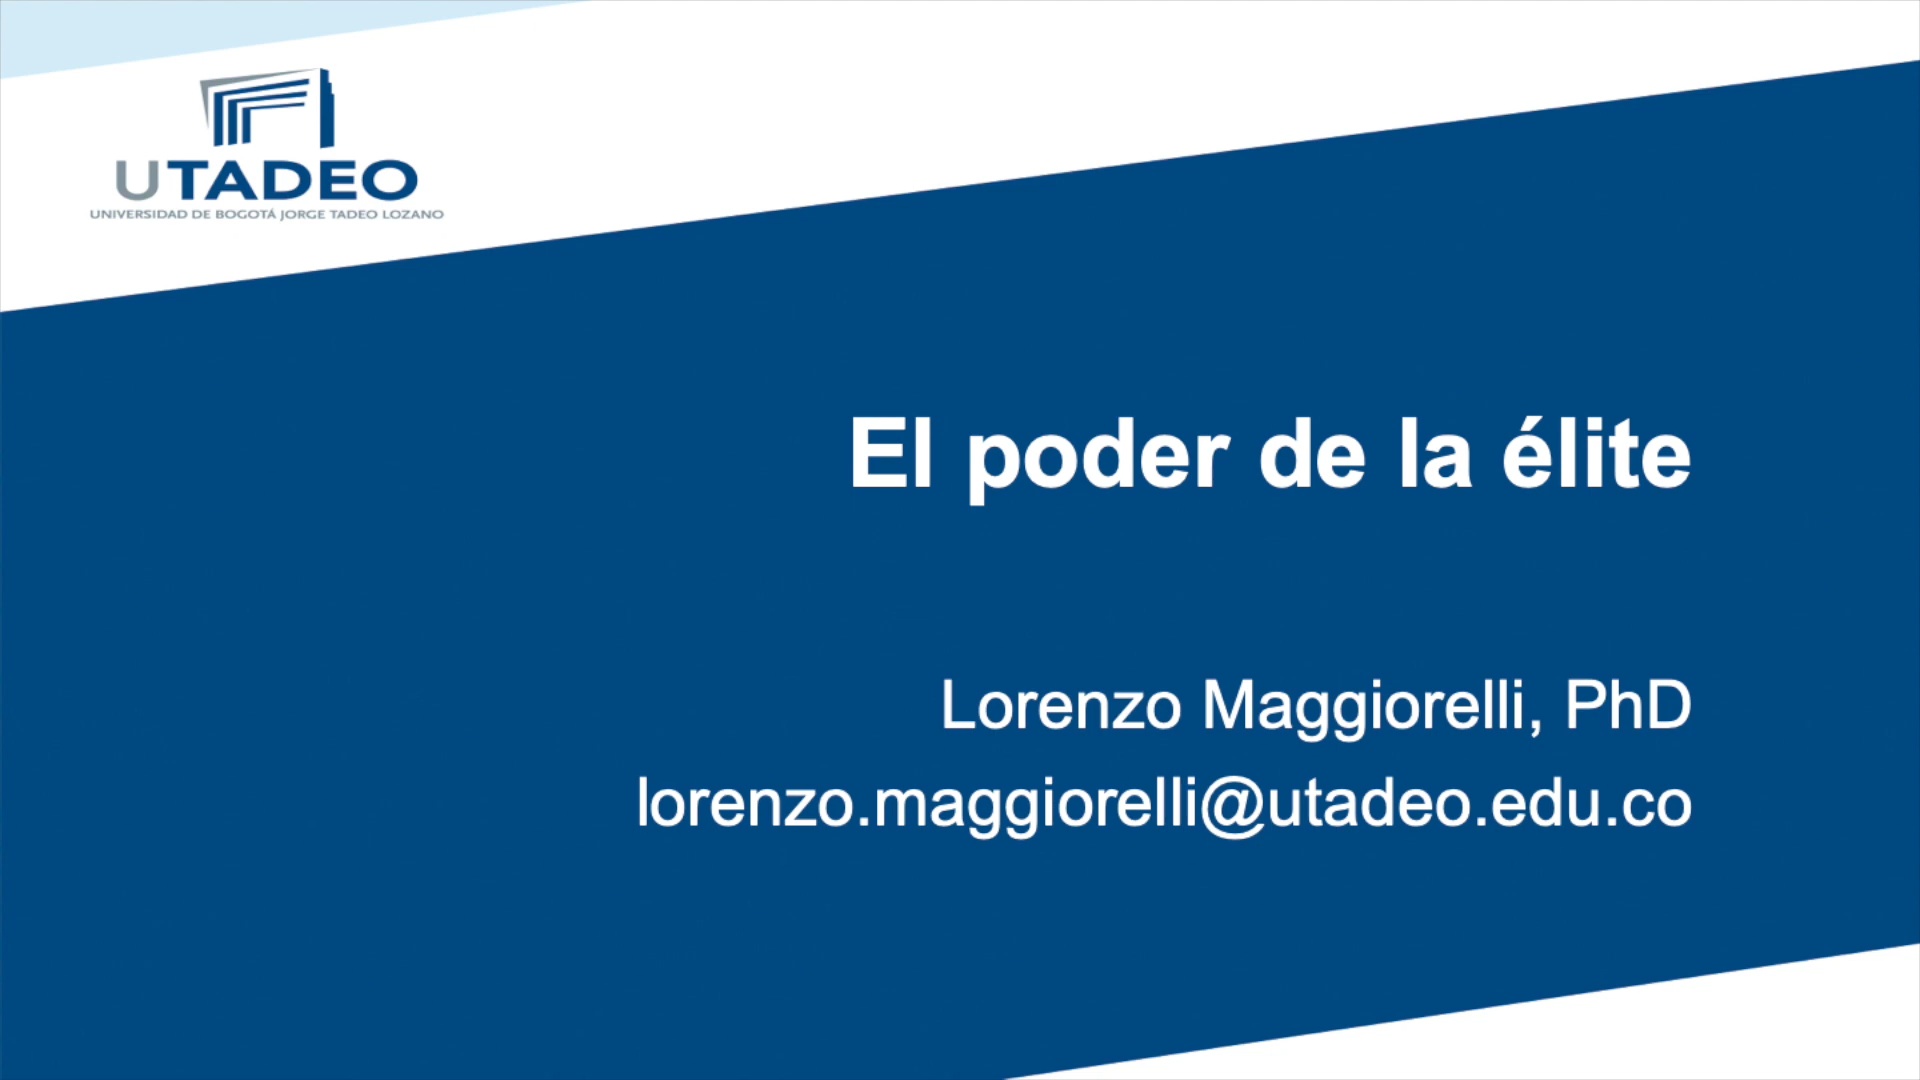 UTADEO
UNIVERSIDAD DE BOGOTÁ JORGE TADEO LOZANO
El poder de la élite
Lorenzo Maggiorelli, PhD
lorenzo.maggiorelli@utadeo.edu.co